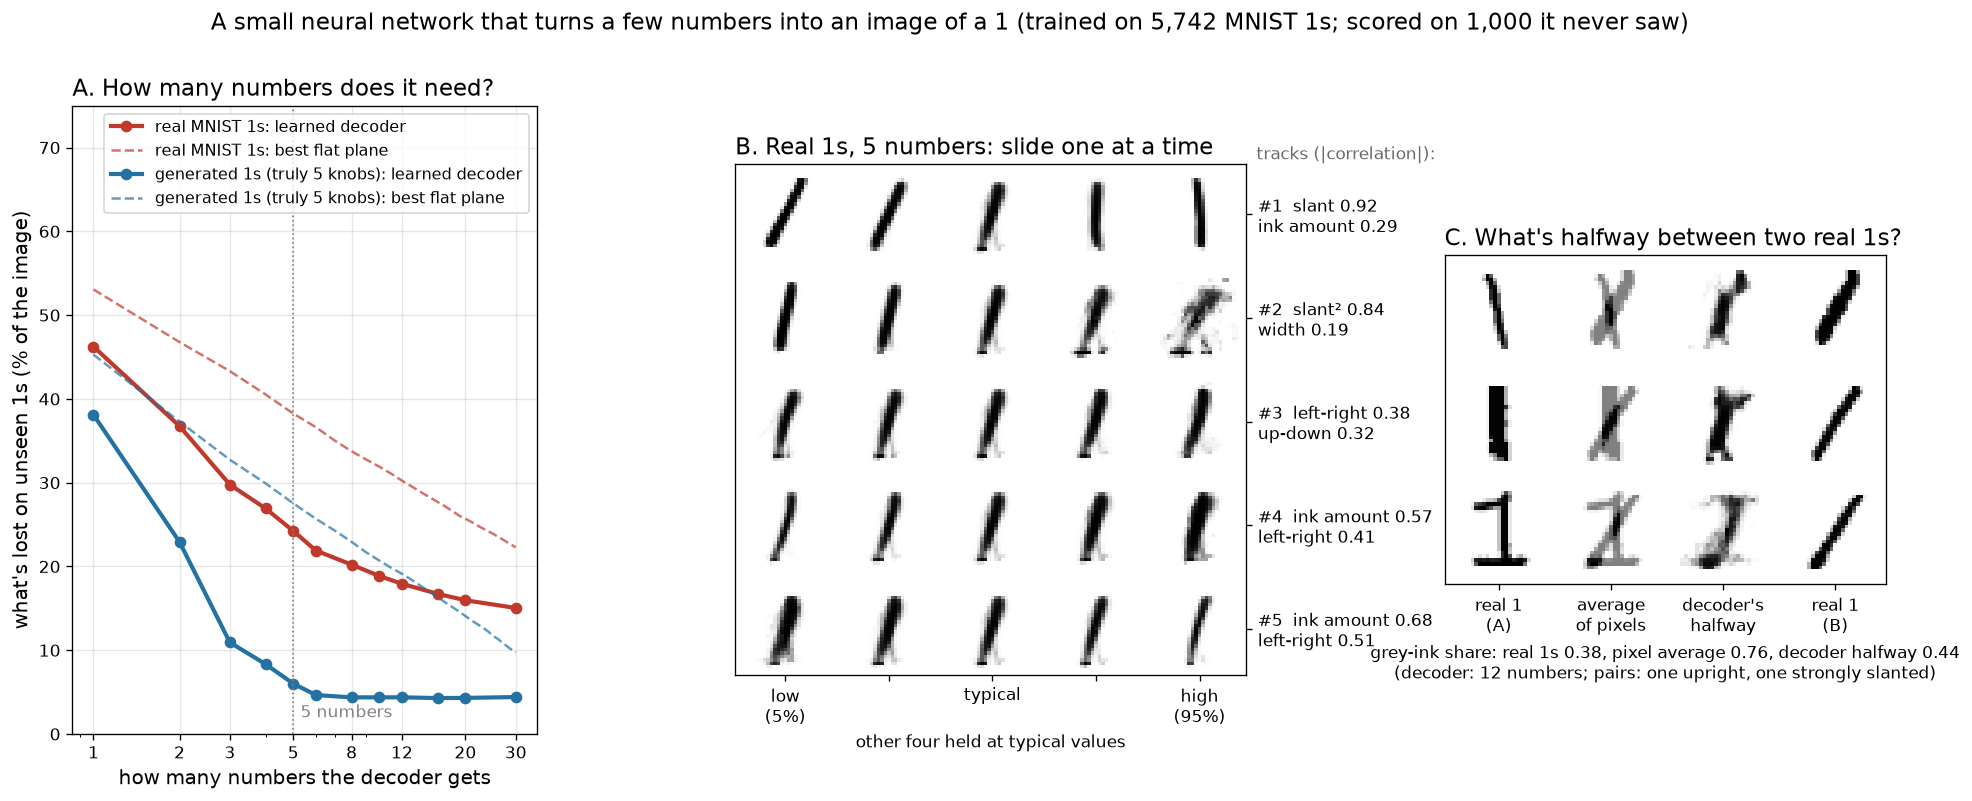 A small neural network that turns a few numbers into an image of a 1 (trained on 5,742 MNIST 1s; scored on 1,000 it never saw)
A. How many numbers does it need?
what's lost on unseen 1s (% of the image)
70
60
50
40
30
20
10
0
real MNIST 1s: learned decoder
real MNIST 1s: best flat plane
generated 1s (truly 5 knobs): learned decoder
generated 1s (truly 5 knobs): best flat plane
5 numbers
1 2 3 5 8 12 20 30
how many numbers the decoder gets
B. Real 1s, 5 numbers: slide one at a time
tracks (|correlation|):
#1 slant 0.92
ink amount 0.29
#2 slant² 0.84
width 0.19
#3 left-right 0.38
up-down 0.32
#4 ink amount 0.57
left-right 0.41
#5 ink amount 0.68
left-right 0.51
low
(5%)
typical
high
(95%)
other four held at typical values
C. What's halfway between two real 1s?
real 1
(A)
average
of pixels
decoder's
halfway
real 1
(B)
grey-ink share: real 1s 0.38, pixel average 0.76, decoder halfway 0.44
(decoder: 12 numbers; pairs: one upright, one strongly slanted)